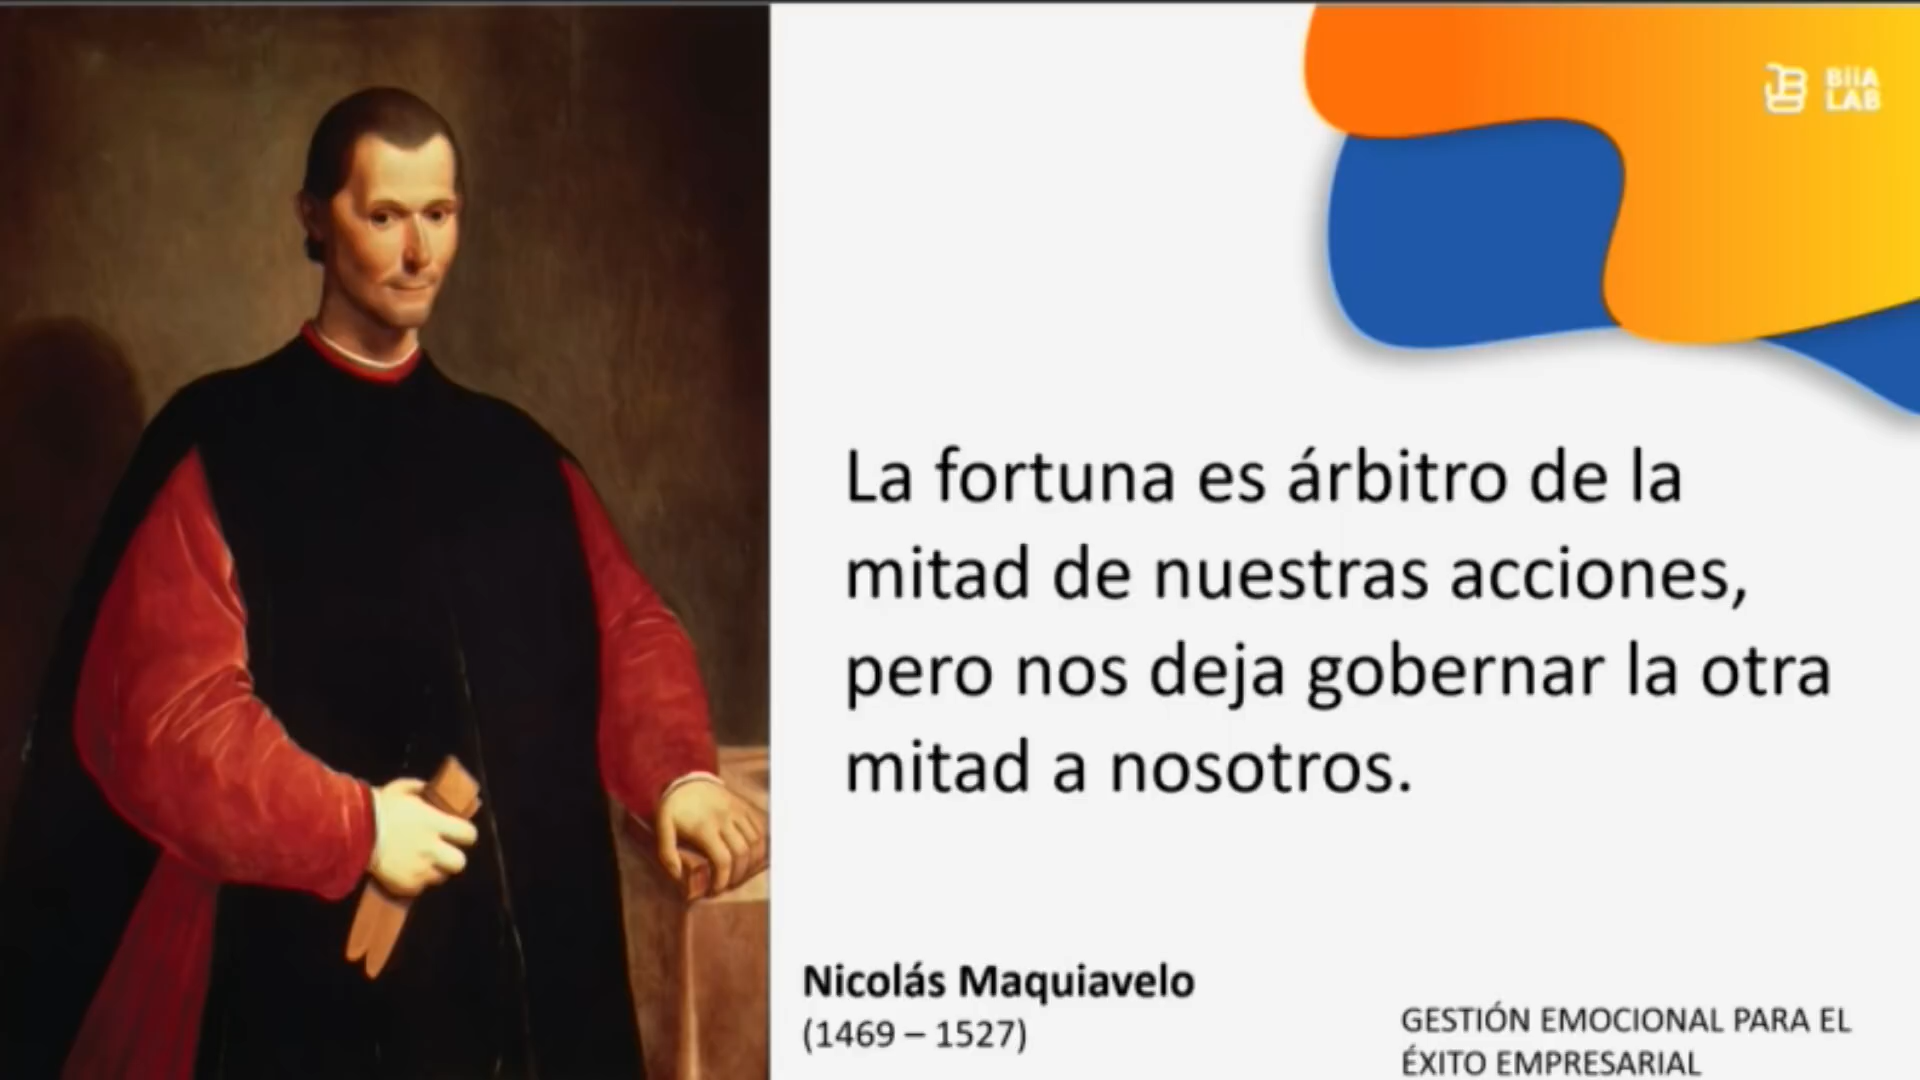 BIIA
LAB
La fortuna es árbitro de la
mitad de nuestras acciones,
pero nos deja gobernar la otra
mitad a nosotros.
Nicolás Maquiavelo
(1469 – 1527)
GESTIÓN EMOCIONAL PARA EL
ÉXITO EMPRESARIAL